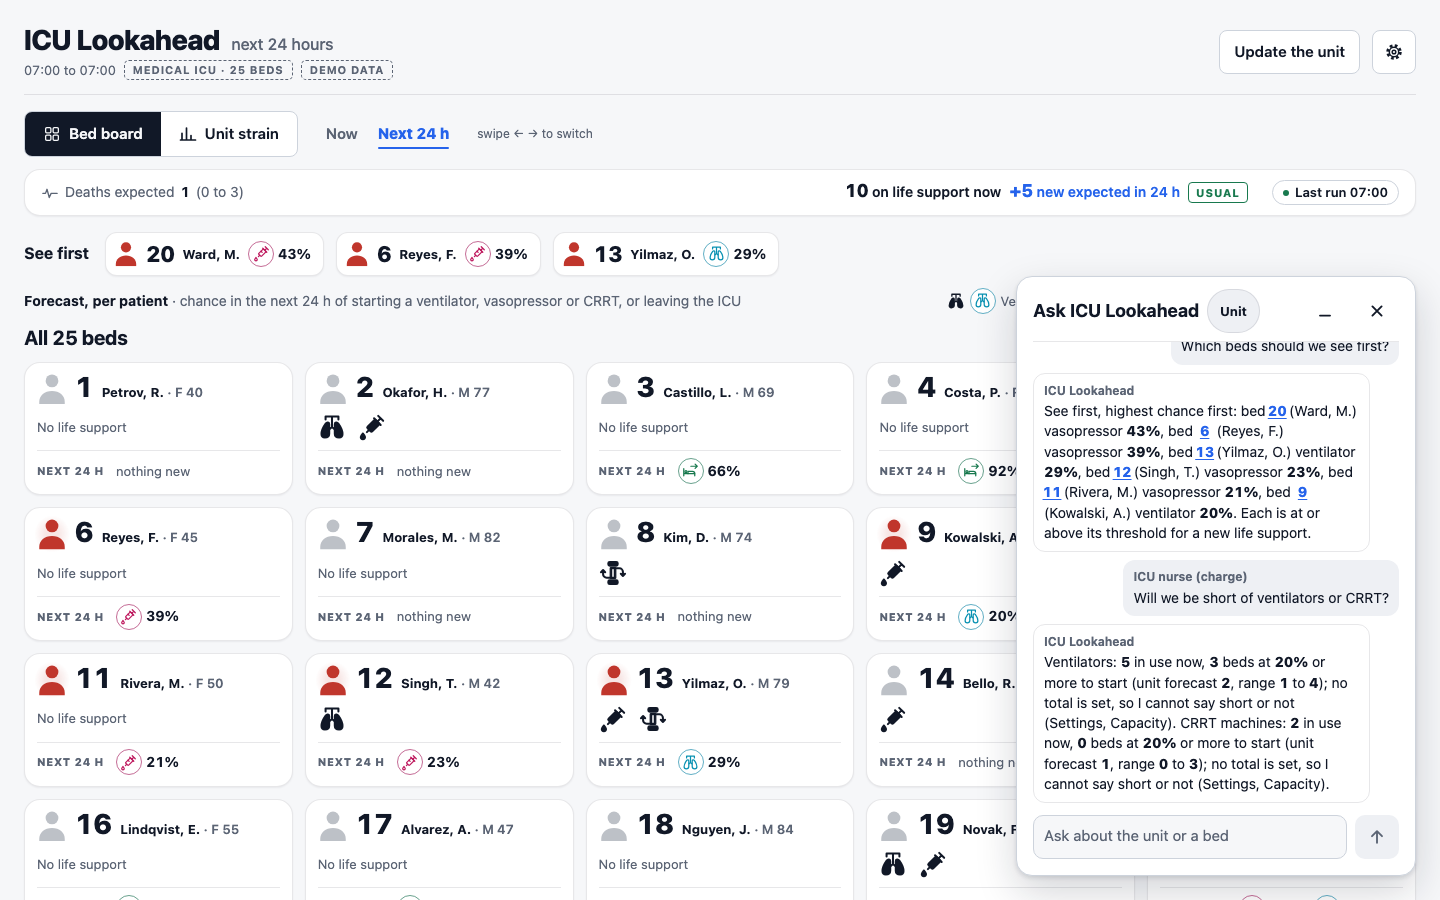 ICU Lookahead next 24 hours
07:00 to 07:00 MEDICAL ICU · 25 BEDS DEMO DATA
Update the unit
Bed board Unit strain Now Next 24 h swipe ← → to switch
Deaths expected 1 (0 to 3) 10 on life support now +5 new expected in 24 h USUAL Last run 07:00
See first 20 Ward, M. 43% 6 Reyes, F. 39% 13 Yilmaz, O. 29%
Forecast, per patient · chance in the next 24 h of starting a ventilator, vasopressor or CRRT, or leaving the ICU
All 25 beds
1 Petrov, R. · F 40
No life support
NEXT 24 H nothing new
2 Okafor, H. · M 77
NEXT 24 H nothing new
3 Castillo, L. · M 69
No life support
NEXT 24 H 66%
4 Costa, P. ·
No life support
NEXT 24 H 92%
6 Reyes, F. · F 45
No life support
NEXT 24 H 39%
7 Morales, M. · M 82
No life support
NEXT 24 H nothing new
8 Kim, D. · M 74
NEXT 24 H nothing new
9 Kowalski, A
NEXT 24 H 20%
11 Rivera, M. · F 50
No life support
NEXT 24 H 21%
12 Singh, T. · M 42
NEXT 24 H 23%
13 Yilmaz, O. · M 79
NEXT 24 H 29%
14 Bello, R.
NEXT 24 H nothing n
16 Lindqvist, E. · F 55
No life support
17 Alvarez, A. · M 47
No life support
18 Nguyen, J. · M 84
No life support
19 Novak, F
Ask ICU Lookahead Unit
Which beds should we see first?
ICU Lookahead
See first, highest chance first: bed 20 (Ward, M.)
vasopressor 43%, bed 6 (Reyes, F.)
vasopressor 39%, bed 13 (Yilmaz, O.) ventilator
29%, bed 12 (Singh, T.) vasopressor 23%, bed
11 (Rivera, M.) vasopressor 21%, bed 9
(Kowalski, A.) ventilator 20%. Each is at or
above its threshold for a new life support.
ICU nurse (charge)
Will we be short of ventilators or CRRT?
ICU Lookahead
Ventilators: 5 in use now, 3 beds at 20% or
more to start (unit forecast 2, range 1 to 4); no
total is set, so I cannot say short or not
(Settings, Capacity). CRRT machines: 2 in use
now, 0 beds at 20% or more to start (unit
forecast 1, range 0 to 3); no total is set, so I
cannot say short or not (Settings, Capacity).
Ask about the unit or a bed